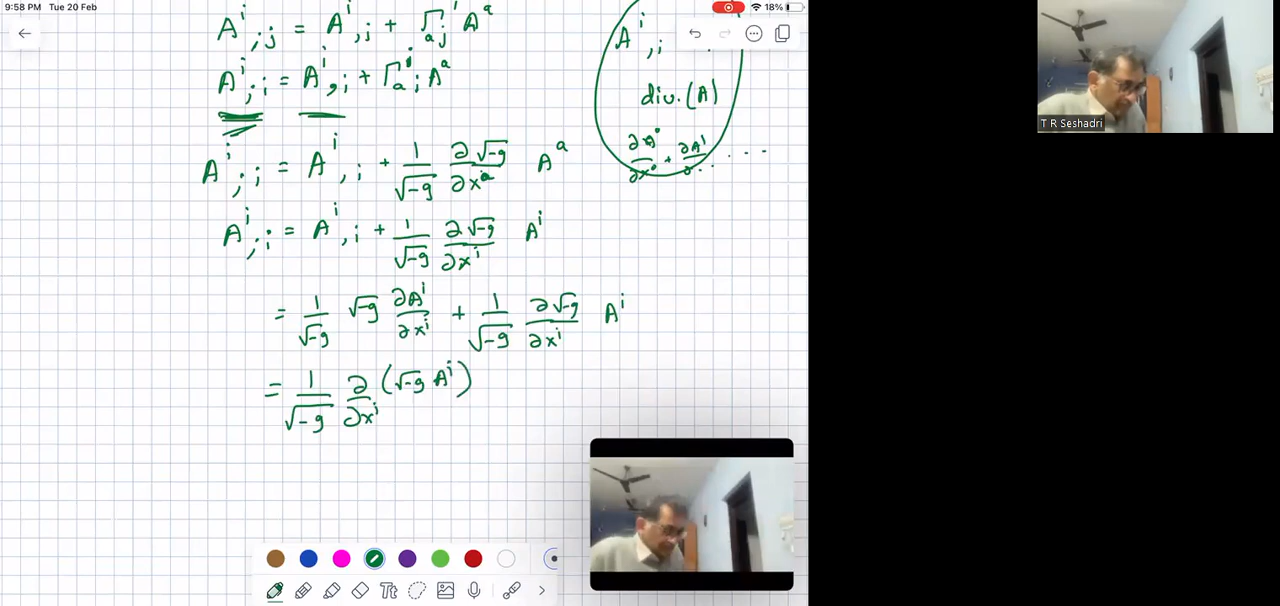 9:58 PM Tue 20 Feb 18%
A^i_{;j} = A^i_{,j} + Γ^i_{aj} A^a
A^i_{;i} = A^i_{,i} + Γ^i_{ai} A^a
A^i_{,i}
div.(A)
∂A^0/∂x^0 + ∂A^1/∂ . . . . .
A^i_{;i} = A^i_{,i} + 1/√-g ∂√-g/∂x^a A^a
A^i_{;i} = A^i_{,i} + 1/√-g ∂√-g/∂x^i A^i
= 1/√-g √-g ∂A^i/∂x^i + 1/√-g ∂√-g/∂x^i A^i
= 1/√-g ∂/∂x^i (√-g A^i)
Tt
T R Seshadri